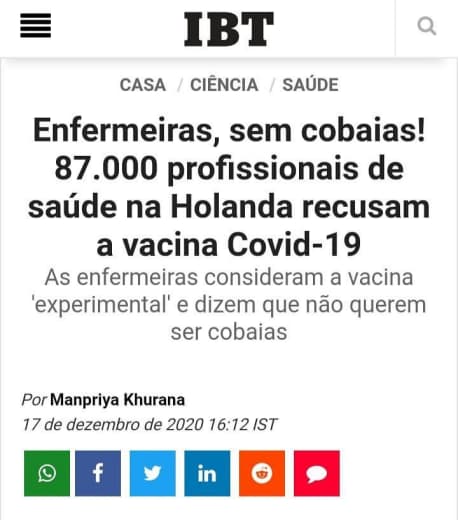 IBT
CASA / CIÊNCIA / SAÚDE
Enfermeiras, sem cobaias!
87.000 profissionais de
saúde na Holanda recusam
a vacina Covid-19
As enfermeiras consideram a vacina
'experimental' e dizem que não querem
ser cobaias
Por Manpriya Khurana
17 de dezembro de 2020 16:12 IST